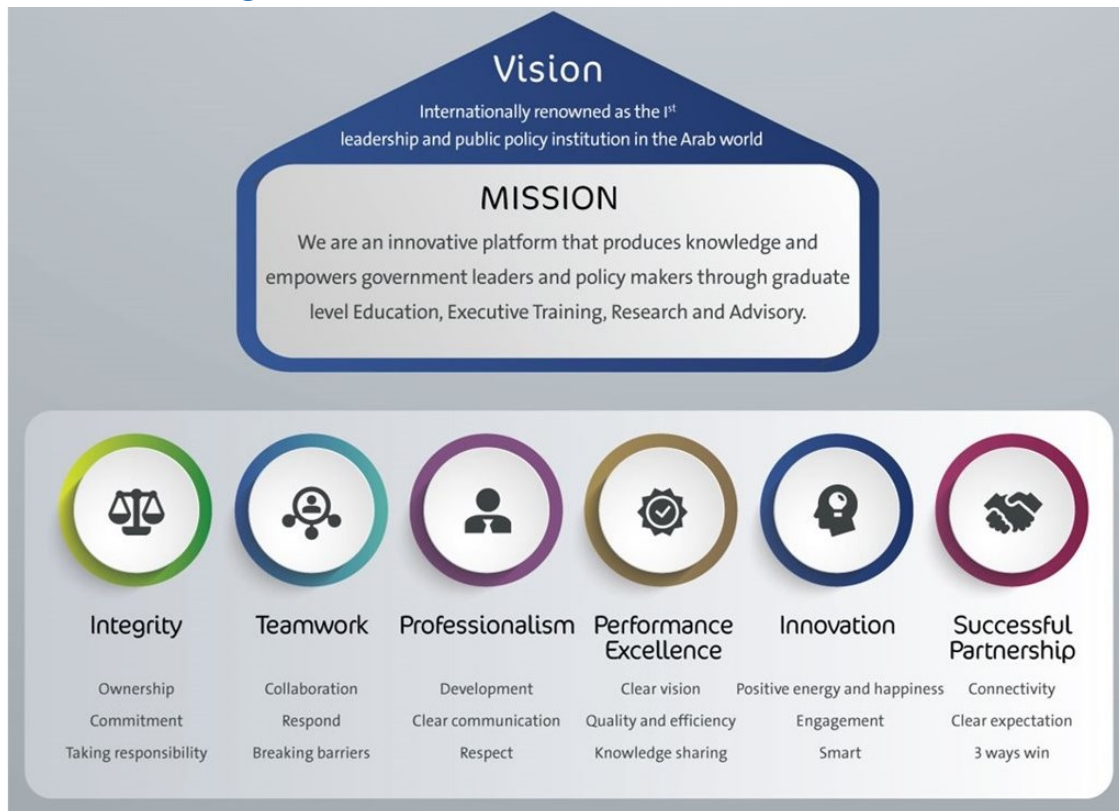 Vision
Internationally renowned as the 1st
leadership and public policy institution in the Arab world
MISSION
We are an innovative platform that produces knowledge and
empowers government leaders and policy makers through graduate
level Education, Executive Training, Research and Advisory.
Integrity
Ownership
Commitment
Taking responsibility
Teamwork
Collaboration
Respond
Breaking barriers
Professionalism
Development
Clear communication
Respect
Performance
Excellence
Clear vision
Quality and efficiency
Knowledge sharing
Innovation
Positive energy and happiness
Engagement
Smart
Successful
Partnership
Connectivity
Clear expectation
3 ways win